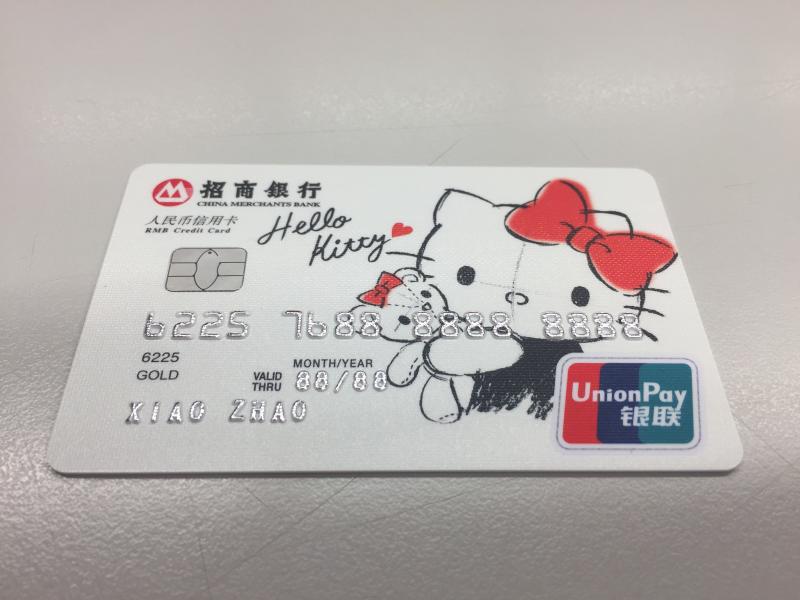 招商银行
CHINA MERCHANTS BANK
人民币信用卡
RMB Credit Card
Hello
Kitty
6225 7688 8888 8888
6225
GOLD
MONTH/YEAR
VALID
THRU
88/88
XIAO ZHAO
UnionPay
银联